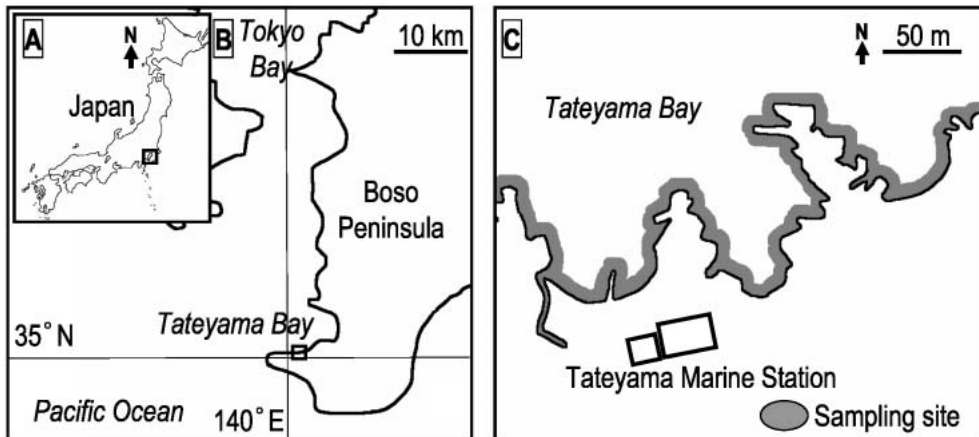 A
N
Japan
B
Tokyo
Bay
10 km
Boso
Peninsula
Tateyama Bay
35° N
Pacific Ocean
140° E
C
N
50 m
Tateyama Bay
Tateyama Marine Station
Sampling site